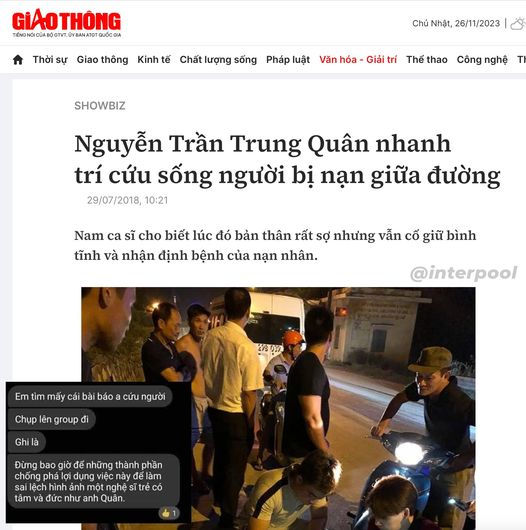 GIAO THÔNG
TIẾNG NÓI CỦA BỘ GTVT, ỦY BAN ATGT QUỐC GIA
Chủ Nhật, 26/11/2023
Thời sự Giao thông Kinh tế Chất lượng sống Pháp luật Văn hóa - Giải trí Thể thao Công nghệ
SHOWBIZ
Nguyễn Trần Trung Quân nhanh
trí cứu sống người bị nạn giữa đường
29/07/2018, 10:21
Nam ca sĩ cho biết lúc đó bản thân rất sợ nhưng vẫn cố giữ bình
tĩnh và nhận định bệnh của nạn nhân.
@interpool
Em tìm mấy cái bài báo a cứu người
Chụp lên group đi
Ghi là
Đừng bao giờ để những thành phần
chống phá lợi dụng việc này để làm
sai lệch hình ảnh một nghệ sĩ trẻ có
tâm và đức như anh Quân.
1